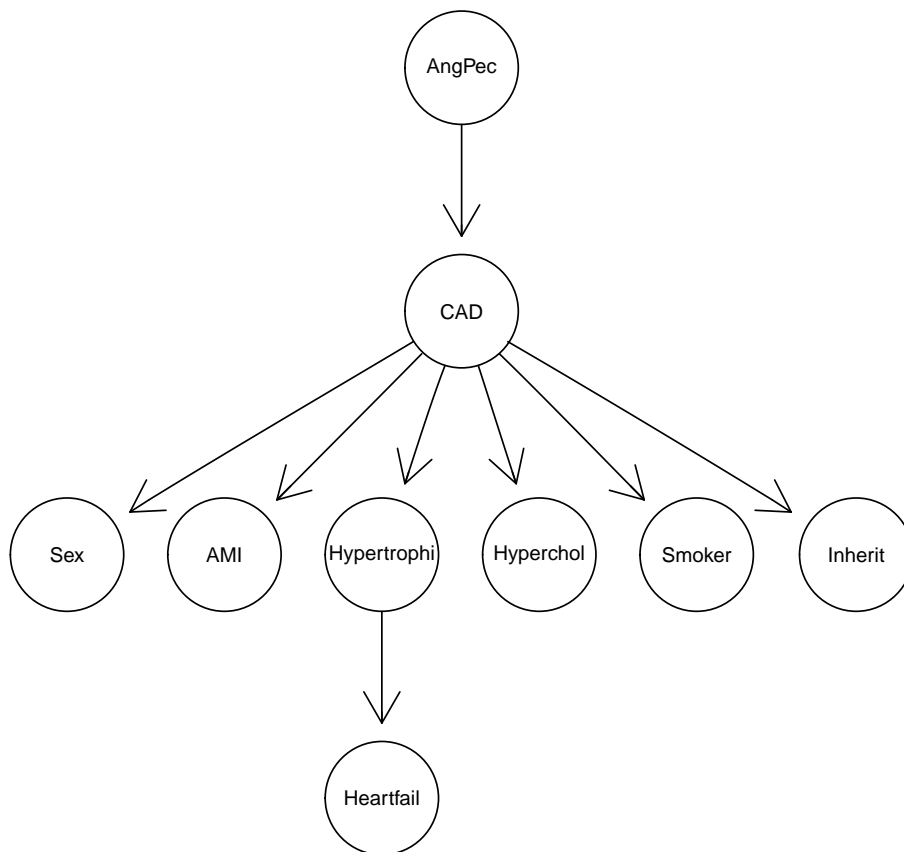 AngPec
CAD
Sex
AMI
Hypertrophi
Hyperchol
Smoker
Inherit
Heartfail